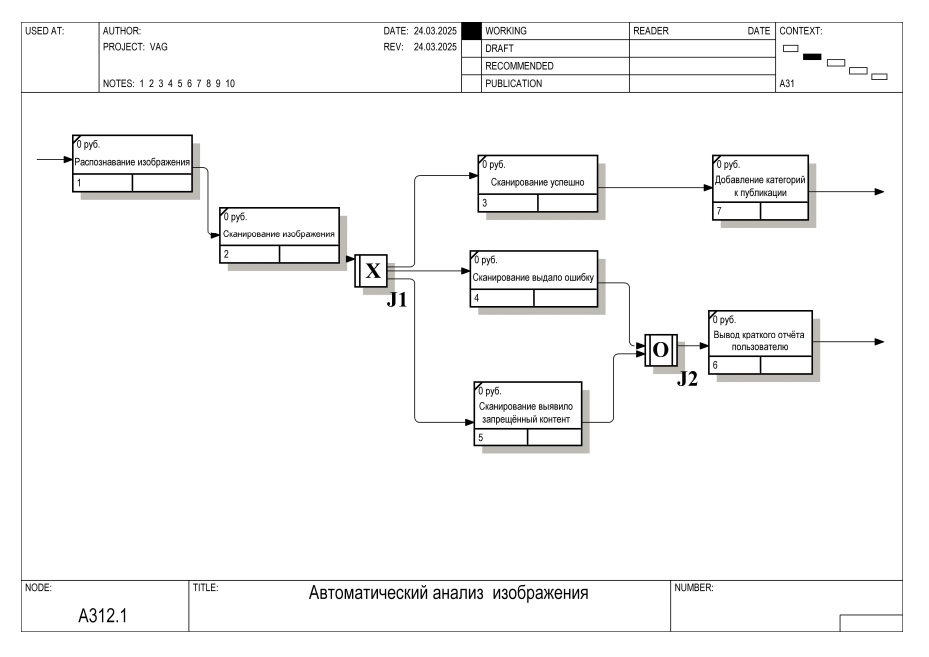 USED AT:
AUTHOR:
DATE: 24.03.2025
WORKING
READER
DATE
CONTEXT:
PROJECT: VAG
REV: 24.03.2025
DRAFT
RECOMMENDED
NOTES: 1 2 3 4 5 6 7 8 9 10
PUBLICATION
A31
0 руб.
Распознавание изображения
1
0 руб.
Сканирование изображения
2
X
J1
0 руб.
Сканирование успешно
3
0 руб.
Добавление категорий
к публикации
7
0 руб.
Сканирование выдало ошибку
4
O
J2
0 руб.
Вывод краткого отчёта
пользователю
6
0 руб.
Сканирование выявило
запрещённый контент
5
NODE:
TITLE:
NUMBER:
A312.1
Автоматический анализ изображения